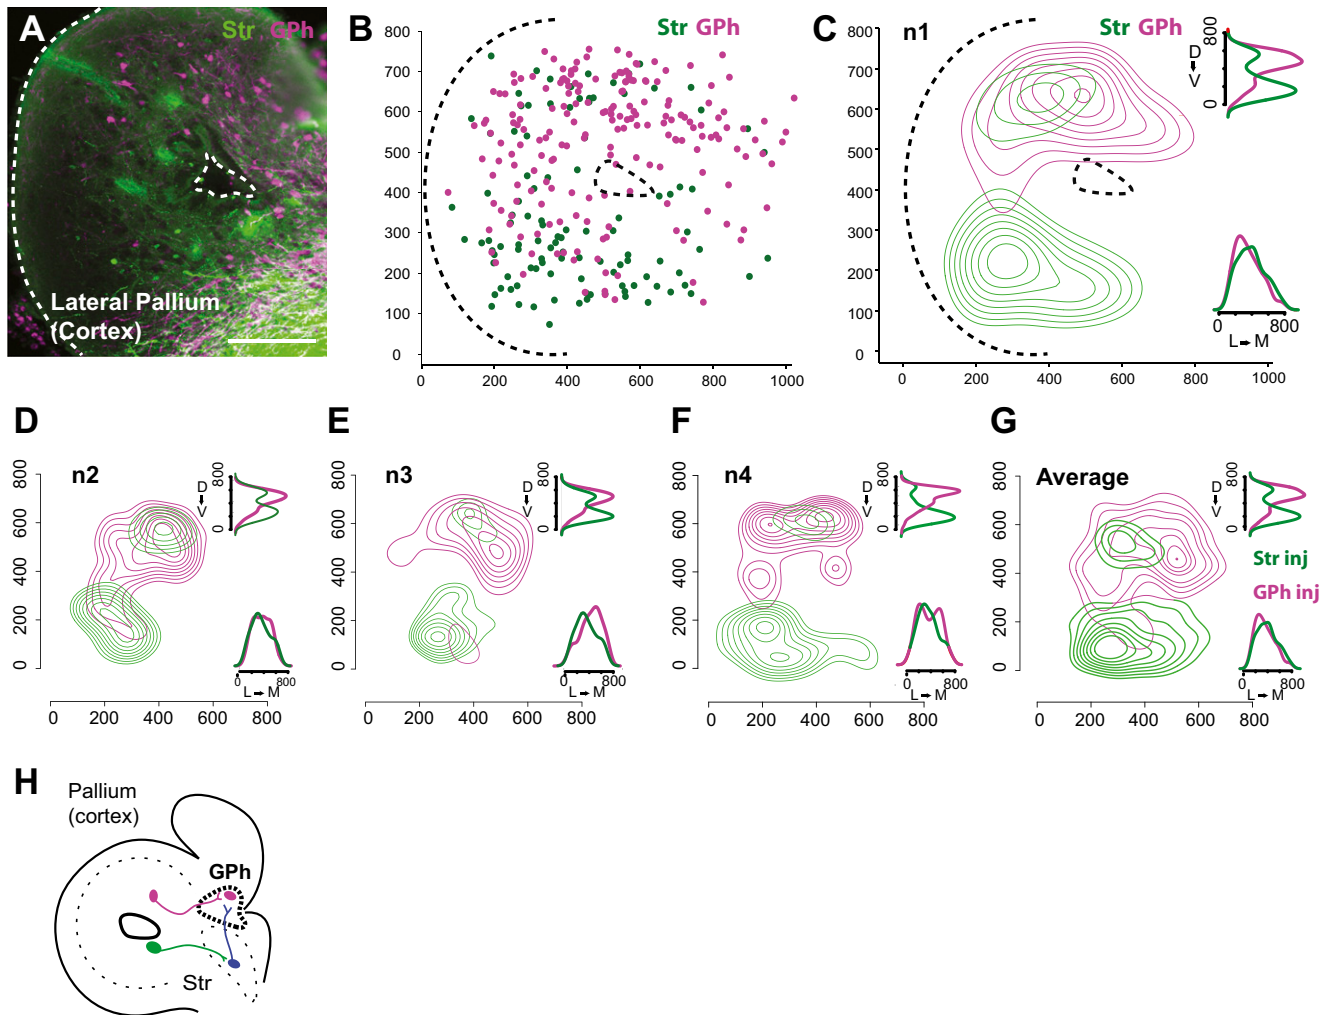 A
Str GPh
Lateral Pallium
(Cortex)
B
Str GPh
800
700
600
500
400
300
200
100
0
0 200 400 600 800 1000
C
n1
Str GPh
800
700
600
500
400
300
200
100
0
0 200 400 600 800 1000
D
V
800
0
0 800
L M
D
n2
800
600
400
200
0
0 200 400 600 800
D
V
800
0
0 800
L M
E
n3
800
600
400
200
0
0 200 400 600 800
D
V
800
0
0 800
L M
F
n4
800
600
400
200
0
0 200 400 600 800
D
V
800
0
0 800
L M
G
Average
800
600
400
200
0
0 200 400 600 800
D
V
800
0
Str inj
GPh inj
0 800
L M
H
Pallium
(cortex)
GPh
Str